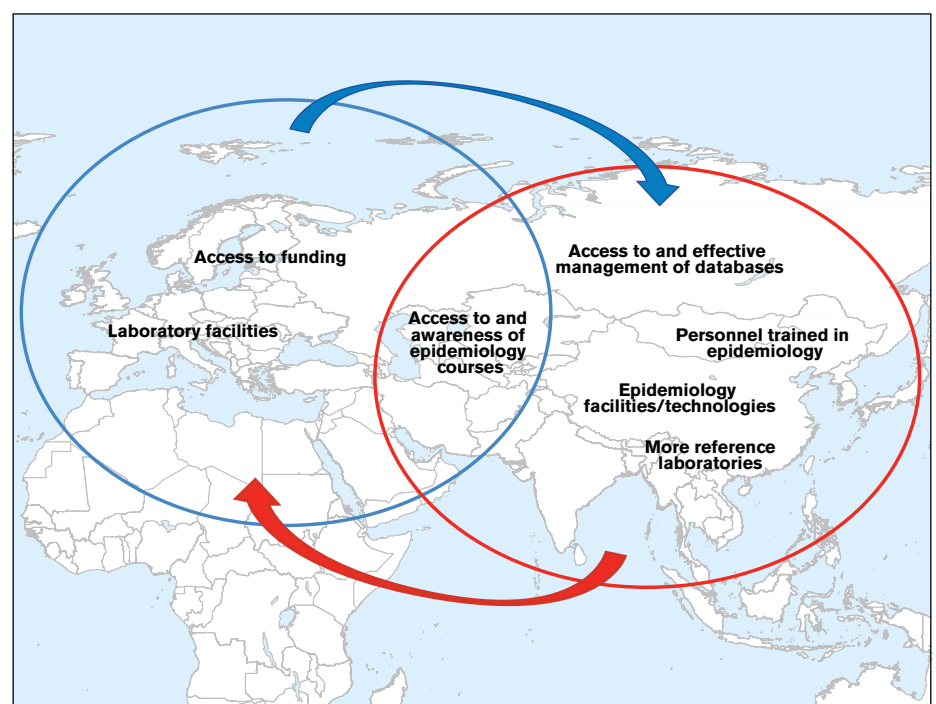 Access to funding
Laboratory facilities
Access to and
awareness of
epidemiology
courses
Access to and effective
management of databases
Personnel trained in
epidemiology
Epidemiology
facilities/technologies
More reference
laboratories